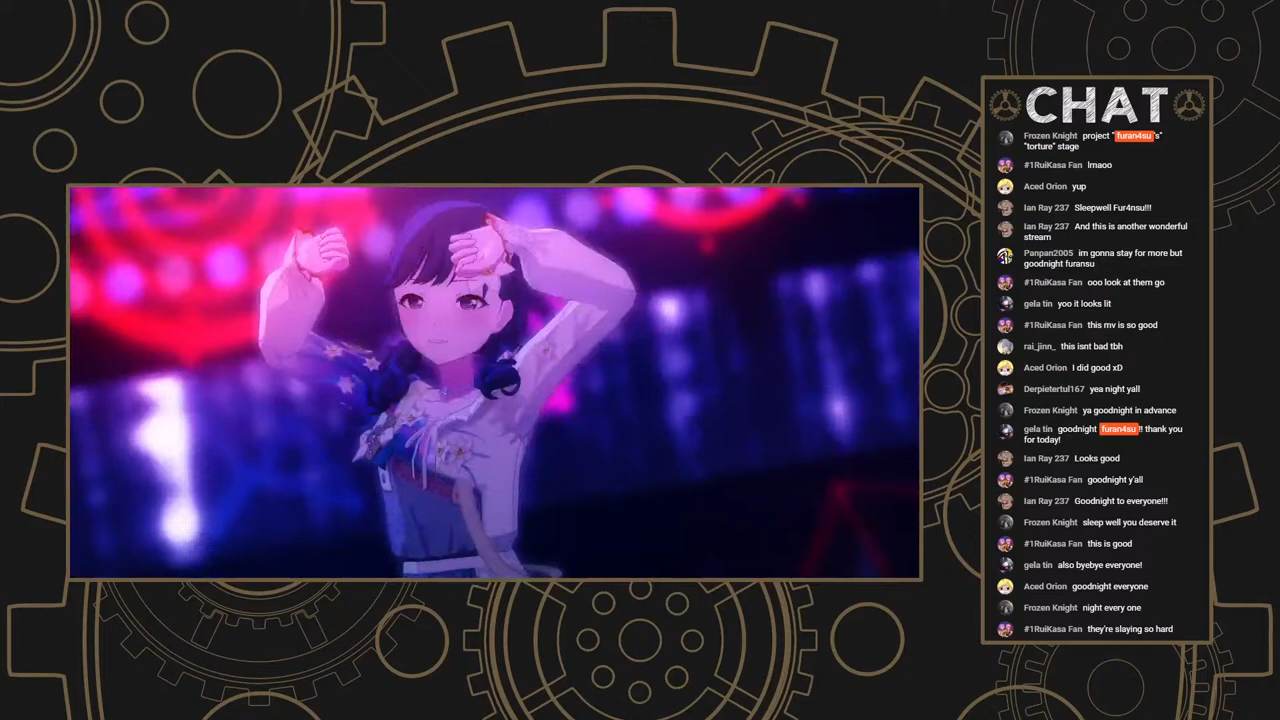 CHAT
Frozen Knight project "furan4su's"
"torture" stage
#1RuiKasa Fan lmaoo
Aced Orion yup
Ian Ray 237 Sleepwell Fur4nsu!!!
Ian Ray 237 And this is another wonderful
stream
Panpan2005 im gonna stay for more but
goodnight furansu
#1RuiKasa Fan ooo look at them go
gela tin yoo it looks lit
#1RuiKasa Fan this mv is so good
rai_jinn_ this isnt bad tbh
Aced Orion I did good xD
Derpietertul167 yea night yall
Frozen Knight ya goodnight in advance
gela tin goodnight furan4su!! thank you
for today!
Ian Ray 237 Looks good
#1RuiKasa Fan goodnight y'all
Ian Ray 237 Goodnight to everyone!!!
Frozen Knight sleep well you deserve it
#1RuiKasa Fan this is good
gela tin also byebye everyone!
Aced Orion goodnight everyone
Frozen Knight night every one
#1RuiKasa Fan they're slaying so hard